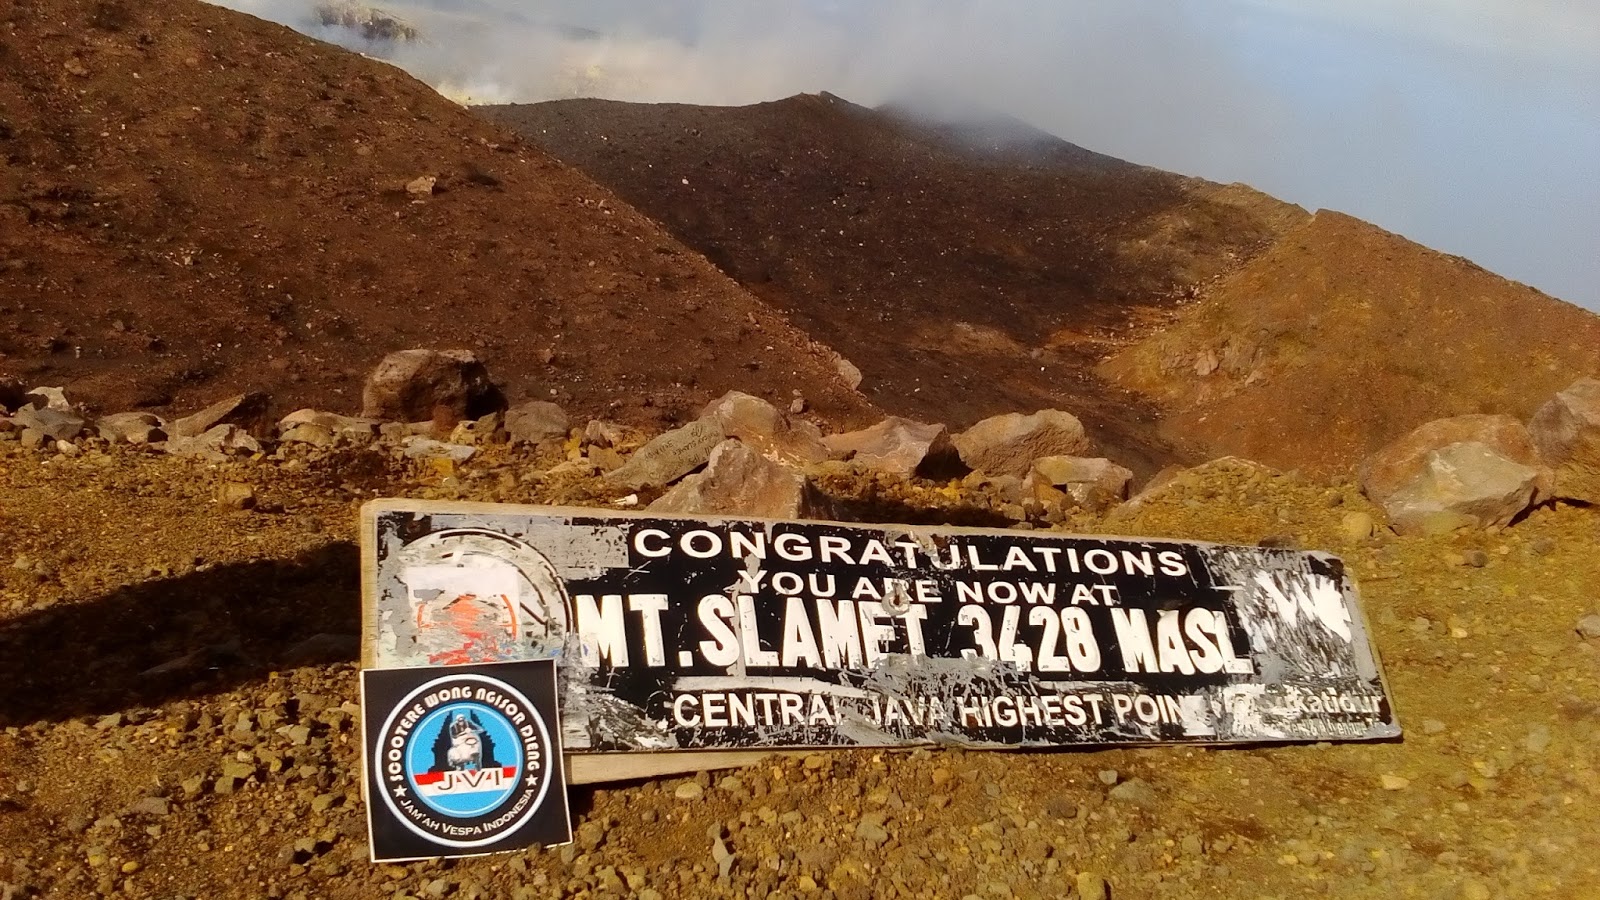 CONGRATULATIONS
YOU ARE NOW AT
MT. SLAMET 3428 MASL
CENTRAL JAVA HIGHEST POINT
SCOOTERE WONG NGISOR DIENG
JAVI
JAM'AH VESPA INDONESIA